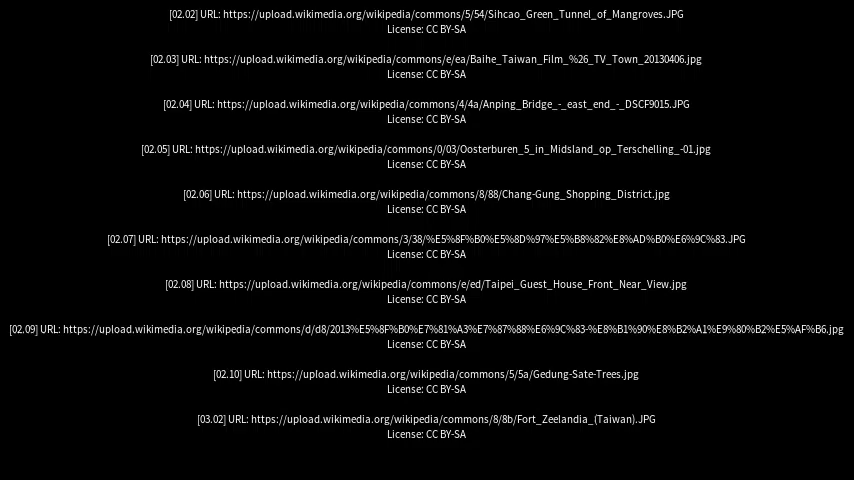 [02.02] URL: https://upload.wikimedia.org/wikipedia/commons/5/54/Sihcao_Green_Tunnel_of_Mangroves.JPG
License: CC BY-SA
[02.03] URL: https://upload.wikimedia.org/wikipedia/commons/e/ea/Baihe_Taiwan_Film_%26_TV_Town_20130406.jpg
License: CC BY-SA
[02.04] URL: https://upload.wikimedia.org/wikipedia/commons/4/4a/Anping_Bridge_-_east_end_-_DSCF9015.JPG
License: CC BY-SA
[02.05] URL: https://upload.wikimedia.org/wikipedia/commons/0/03/Oosterburen_5_in_Midsland_op_Terschelling_-01.jpg
License: CC BY-SA
[02.06] URL: https://upload.wikimedia.org/wikipedia/commons/8/88/Chang-Gung_Shopping_District.jpg
License: CC BY-SA
[02.07] URL: https://upload.wikimedia.org/wikipedia/commons/3/38/%E5%8F%B0%E5%8D%97%E5%B8%82%E8%AD%B0%E6%9C%83.JPG
License: CC BY-SA
[02.08] URL: https://upload.wikimedia.org/wikipedia/commons/e/ed/Taipei_Guest_House_Front_Near_View.jpg
License: CC BY-SA
[02.09] URL: https://upload.wikimedia.org/wikipedia/commons/d/d8/2013%E5%8F%B0%E7%81%A3%E7%87%88%E6%9C%83-%E8%B1%90%E8%B2%A1%E9%80%B2%E5%AF%B6.jpg
License: CC BY-SA
[02.10] URL: https://upload.wikimedia.org/wikipedia/commons/5/5a/Gedung-Sate-Trees.jpg
License: CC BY-SA
[03.02] URL: https://upload.wikimedia.org/wikipedia/commons/8/8b/Fort_Zeelandia_(Taiwan).JPG
License: CC BY-SA